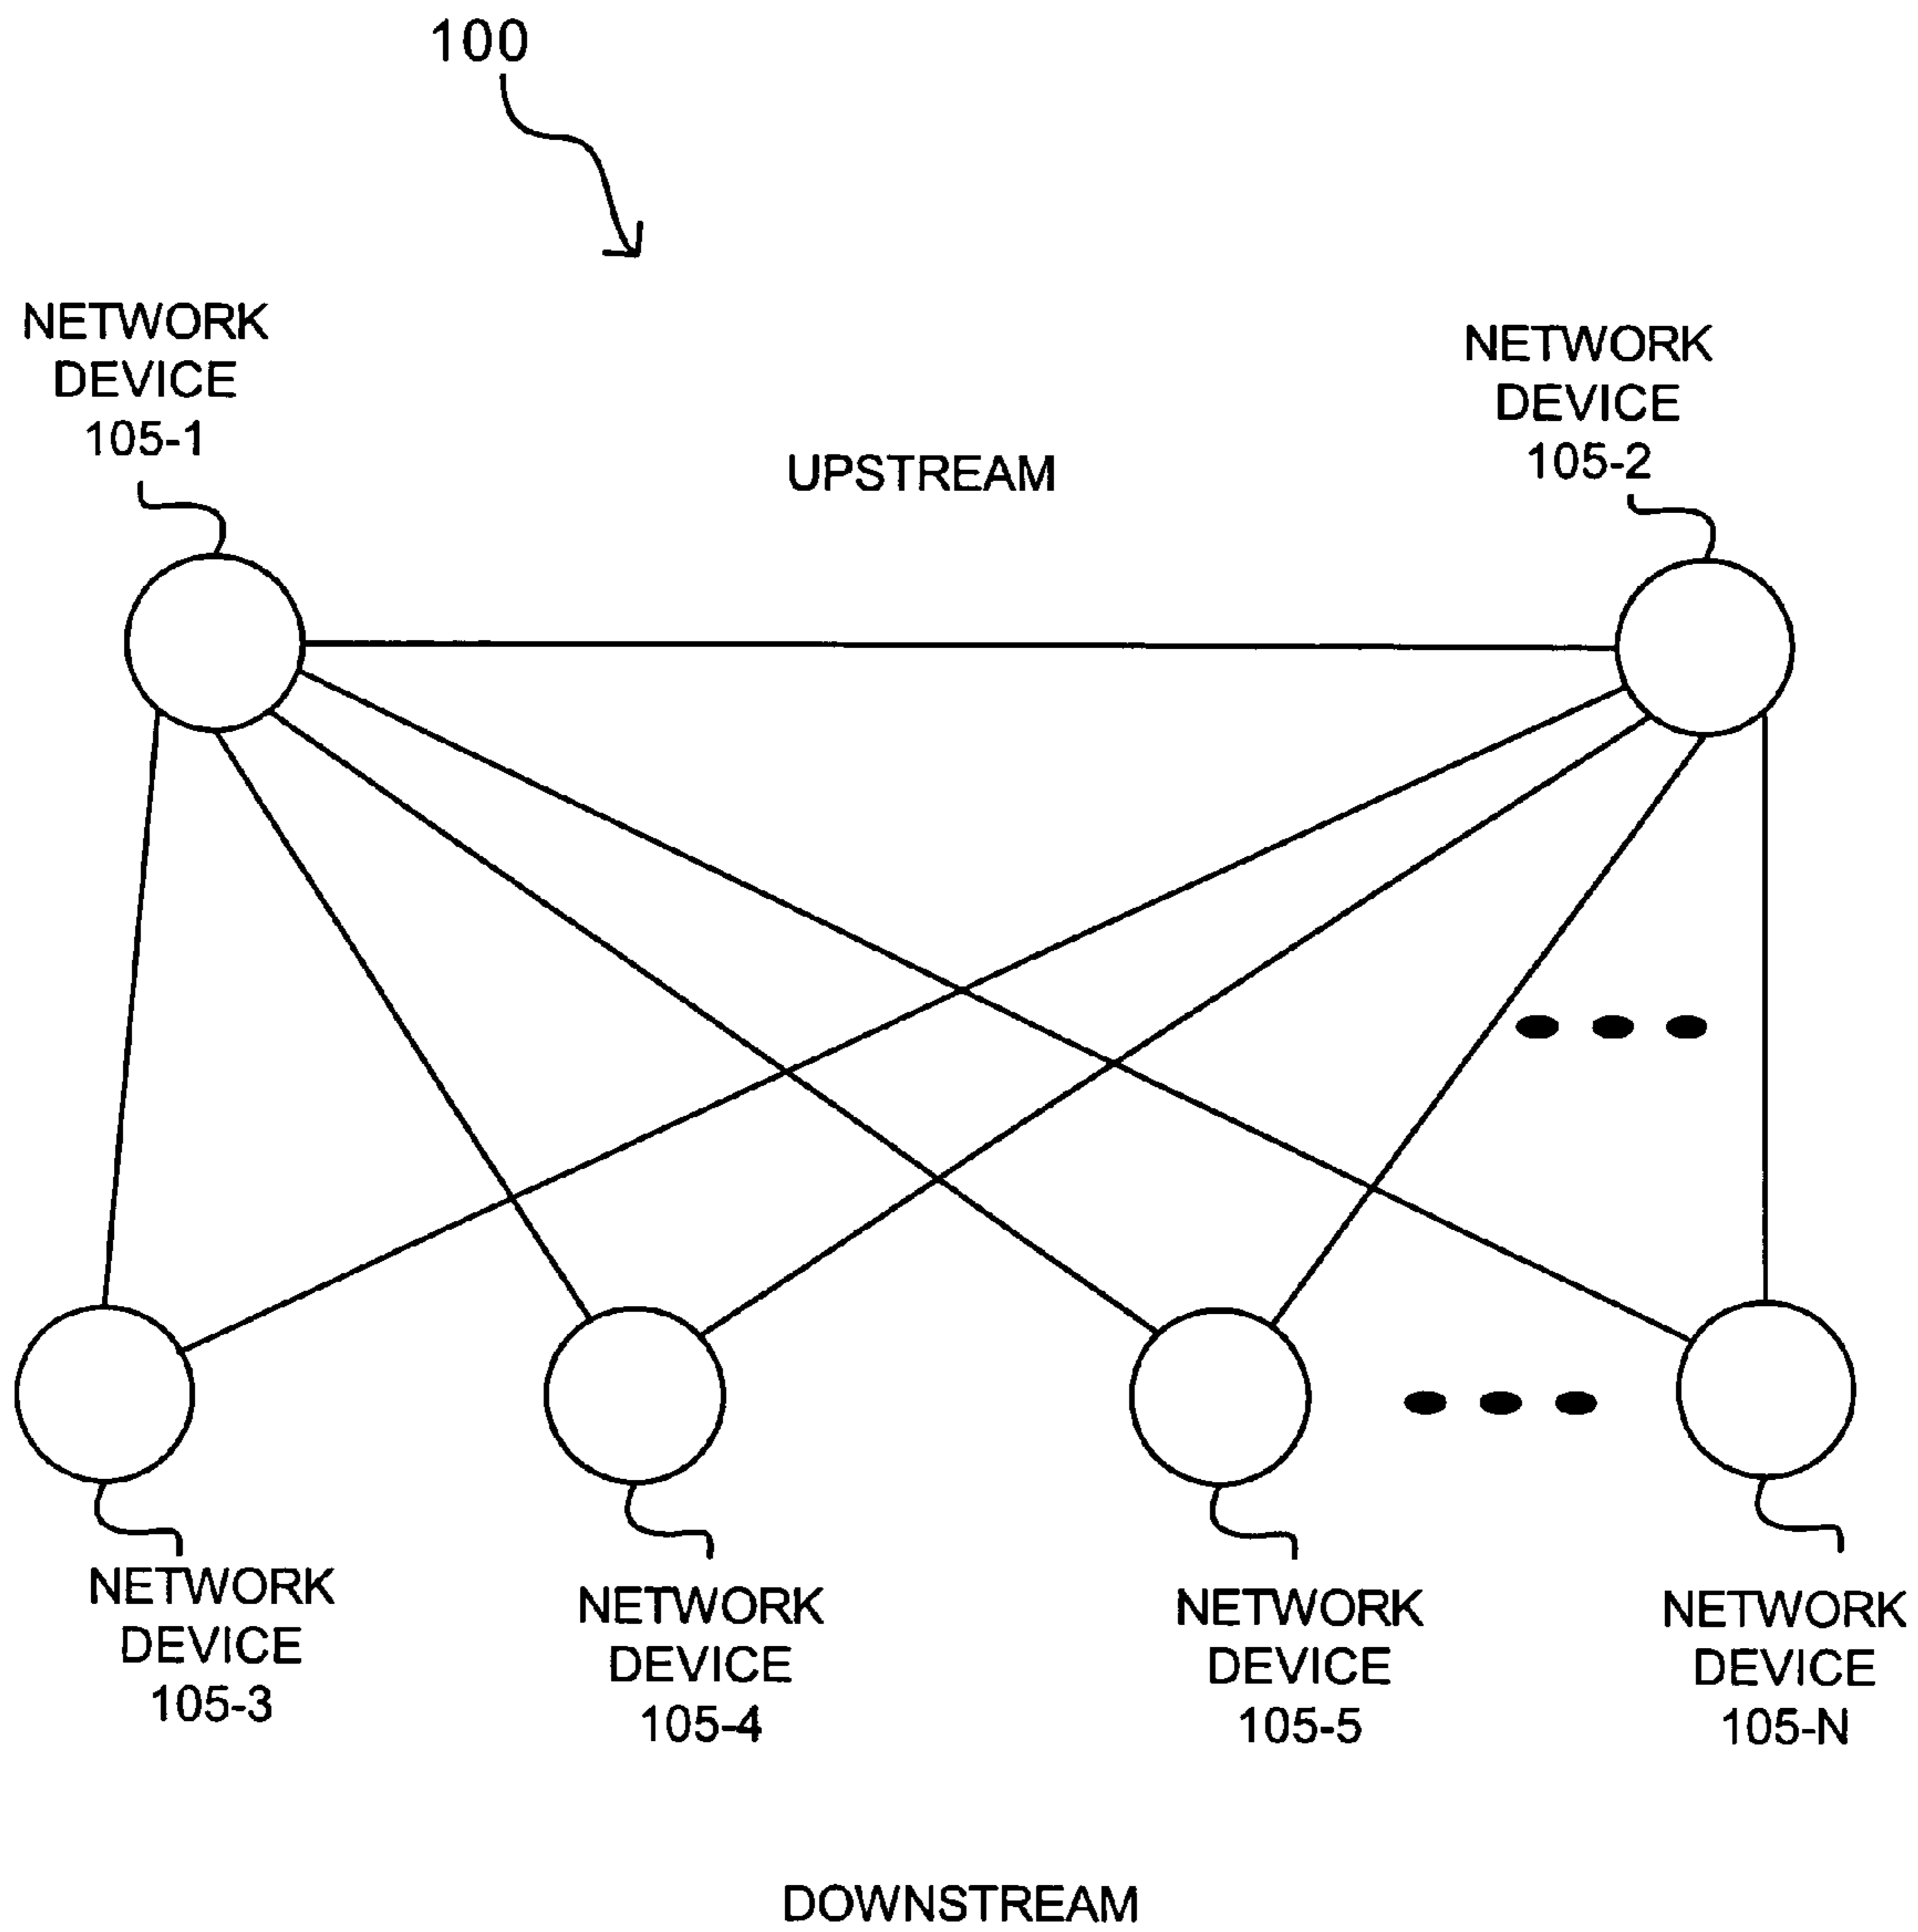 100
NETWORK
DEVICE
105-1
NETWORK
DEVICE
105-2
UPSTREAM
NETWORK
DEVICE
105-3
NETWORK
DEVICE
105-4
NETWORK
DEVICE
105-5
NETWORK
DEVICE
105-N
DOWNSTREAM